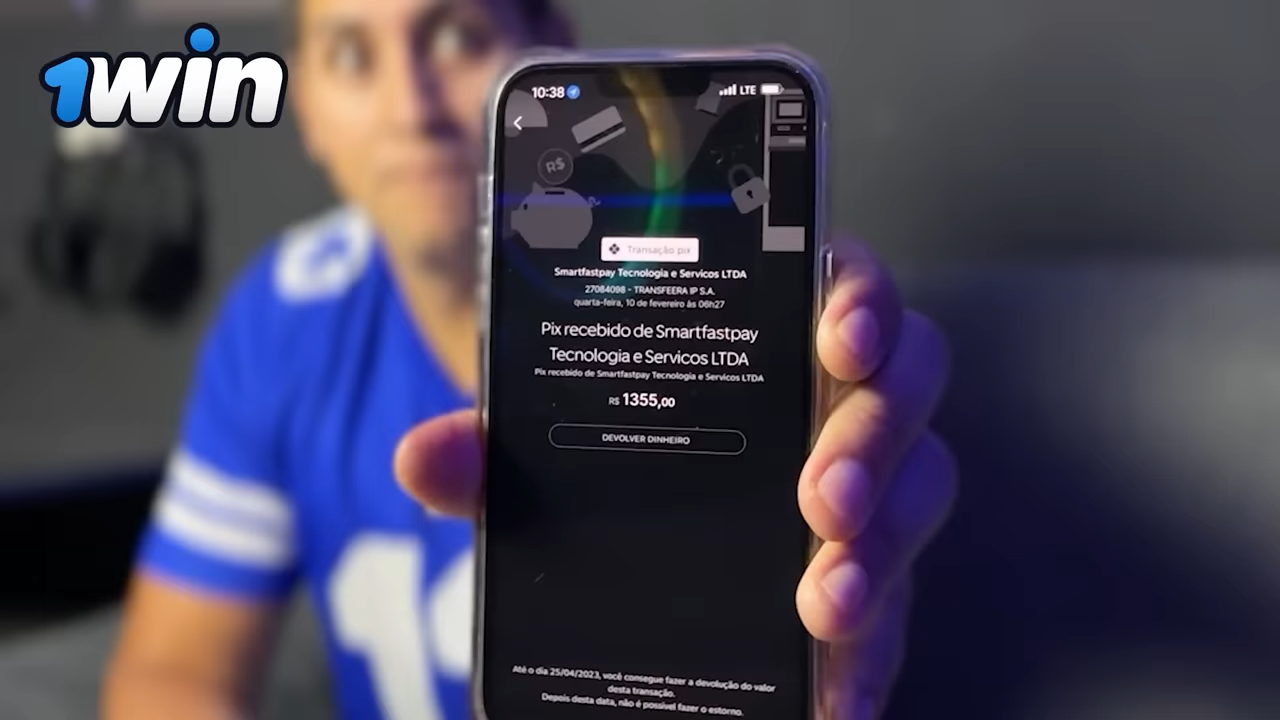 1win
10:38
LTE
R$
Transação pix
Smartfastpay Tecnologia e Servicos LTDA
27084098 - TRANSFEERA IP S.A.
quarta-feira, 10 de fevereiro às 06h27
Pix recebido de Smartfastpay
Tecnologia e Servicos LTDA
Pix recebido de Smartfastpay Tecnologia e Servicos LTDA
R$ 1355,00
DEVOLVER DINHEIRO
Até o dia 25/04/2023, você consegue fazer a devolução do valor
desta transação.
Depois desta data, não é possível fazer o estorno.